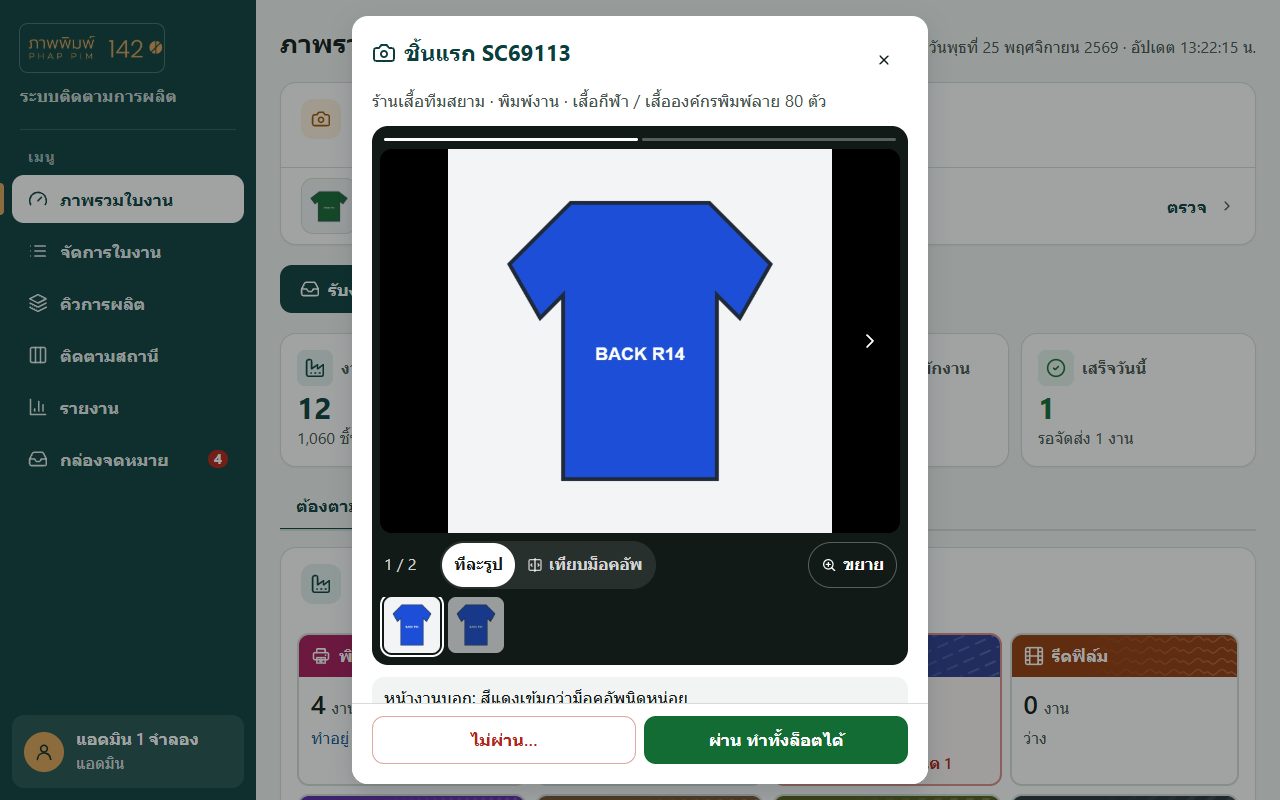 ภาพพิมพ์ 142
PHAP PIM
ระบบติดตามการผลิต
เมนู
ภาพรวมใบงาน
จัดการใบงาน
คิวการผลิต
ติดตามสถานี
รายงาน
กล่องจดหมาย 4
แอดมิน 1 จำลอง
แอดมิน
วันพุธที่ 25 พฤศจิกายน 2569 · อัปเดต 13:22:15 น.
ตรวจ
12
1,060
เสร็จวันนี้
1
รอจัดส่ง 1 งาน
4
ทำอยู่
รีดฟิล์ม
0 งาน
ว่าง
ชิ้นแรก SC69113
ร้านเสื้อทีมสยาม · พิมพ์งาน · เสื้อกีฬา / เสื้อองค์กรพิมพ์ลาย 80 ตัว
BACK R14
1 / 2
ทีละรูป
เทียบม็อคอัพ
ขยาย
หน้างานบอก: สีแดงเข้มกว่าม็อคอัพนิดหน่อย
ไม่ผ่าน...
ผ่าน ทำทั้งล็อตได้